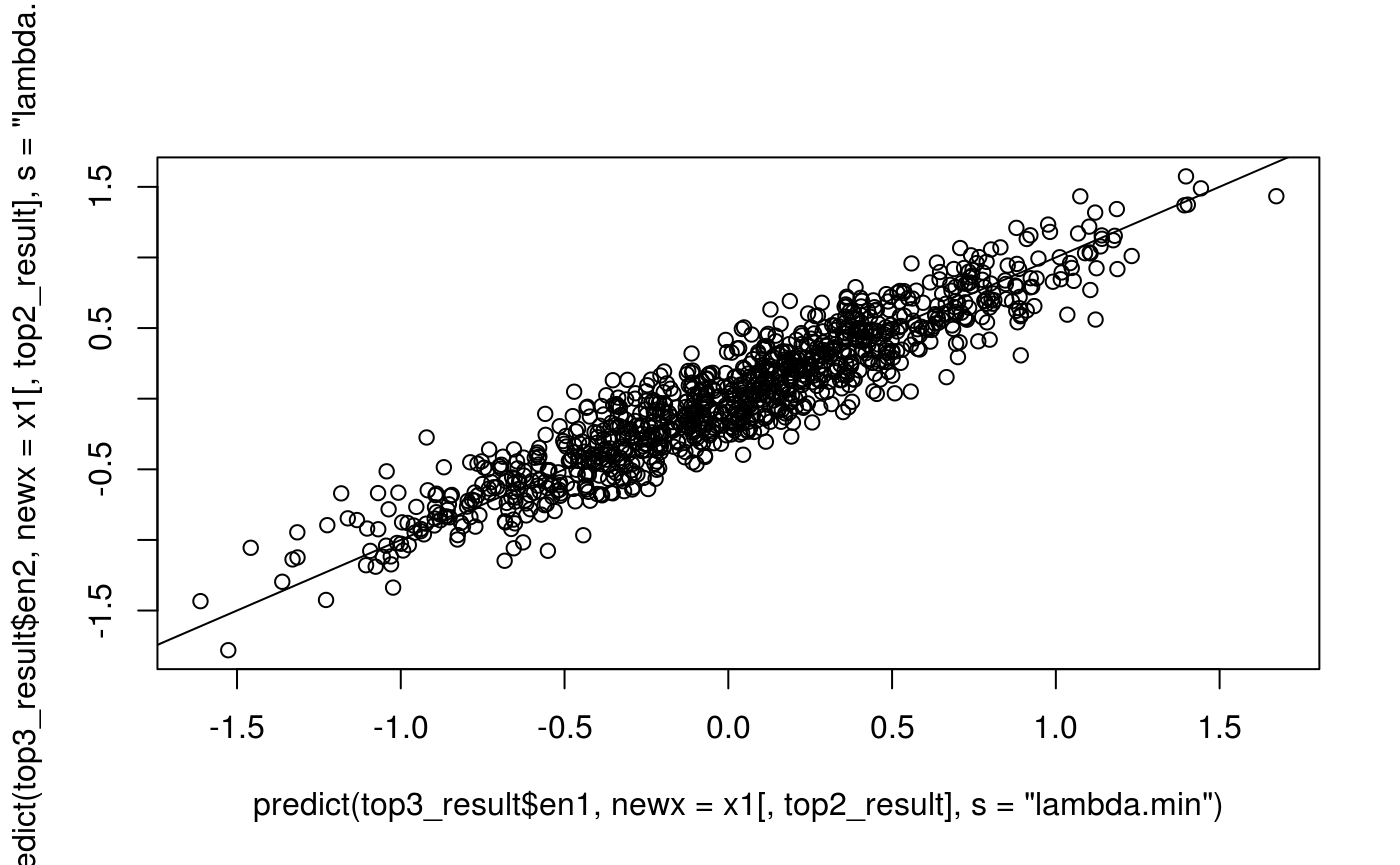 edict(top3_result$en2, newx = x1[, top2_result], s = "lambda.
1.5
0.5
-0.5
-1.5
-1.5 -1.0 -0.5 0.0 0.5 1.0 1.5
predict(top3_result$en1, newx = x1[, top2_result], s = "lambda.min")